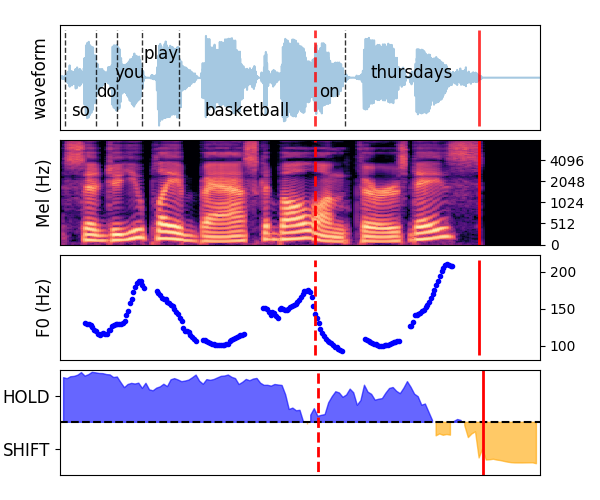 waveform
so do you play basketball on thursdays
Mel (Hz)
4096
2048
1024
512
0
F0 (Hz)
200
150
100
HOLD
SHIFT